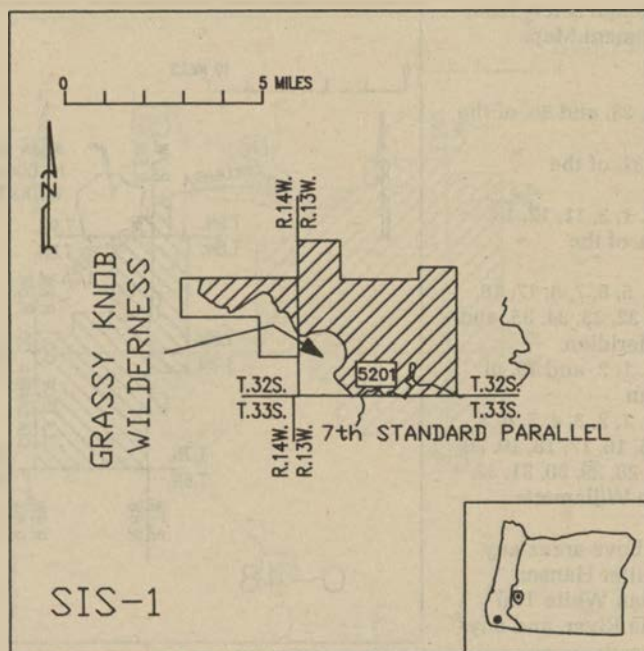 0 5 MILES
N
R.14W.
R.13W.
GRASSY KNOB
WILDERNESS
5201
T.32S. T.32S.
T.33S. T.33S.
R.14W.
R.13W.
7th STANDARD PARALLEL
SIS-1